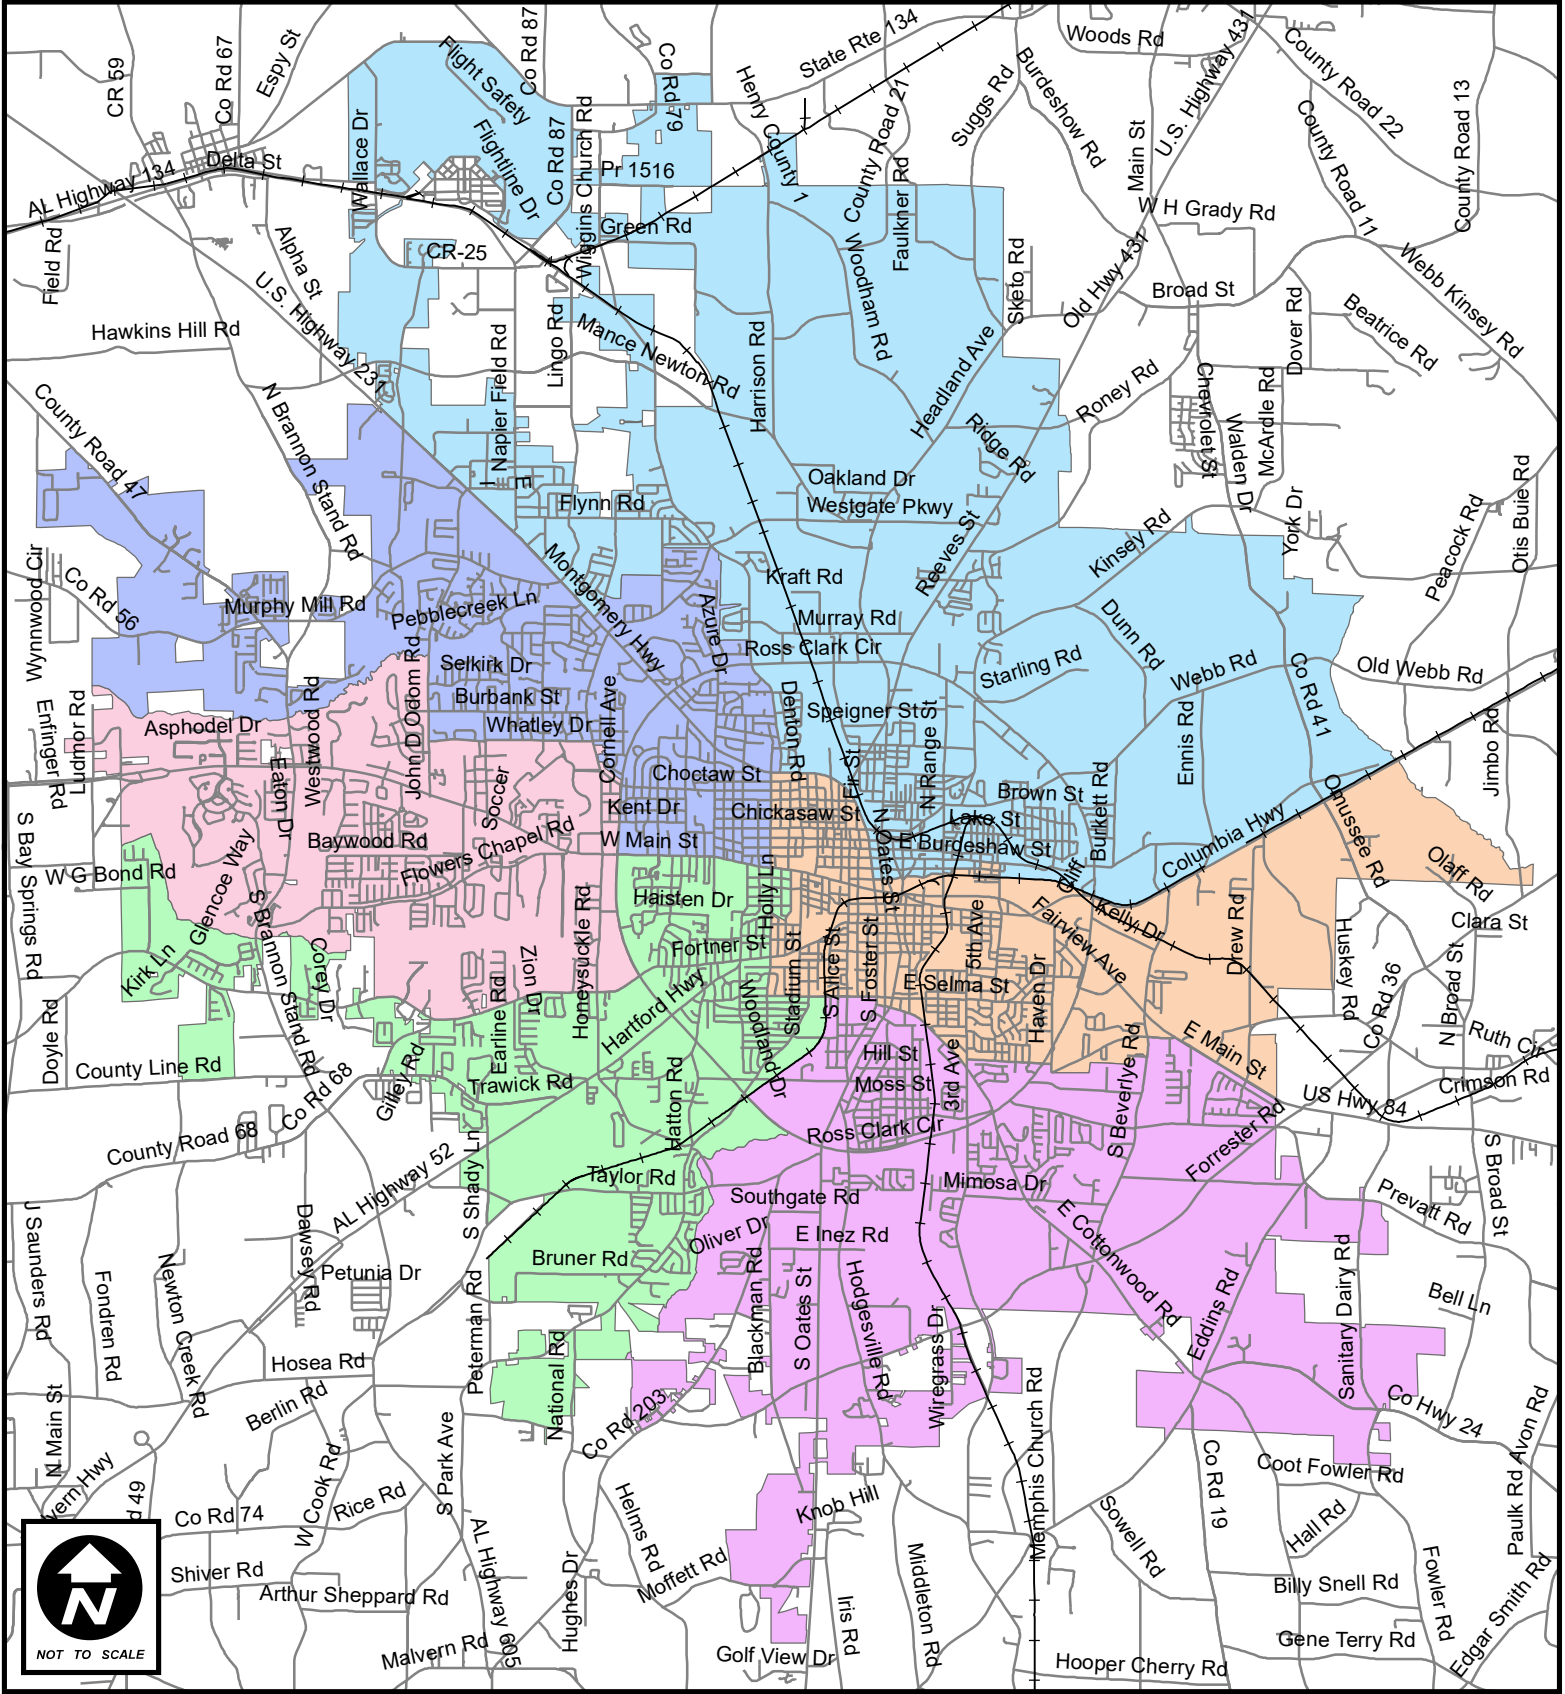 State Rte 134
Woods Rd
CR 59
Co Rd 67
Espy St
Flight Safety
Co Rd 87
Co Rd 79
Henry County 1
County Road 21
Suggs Rd
Burdeshow Rd
Main St
U.S. Highway 431
County Road 22
County Road 11
County Road 13
Wallace Dr
Flightline Dr
Co Rd 87
Wiggins Church Rd
Pr 1516
Faulkner Rd
AL Highway 134
Delta St
W H Grady Rd
Green Rd
CR-25
Field Rd
Alpha St
U.S. Highway 231
Woodham Rd
Sketo Rd
Old Hwy 431
Broad St
Webb Kinsey Rd
Hawkins Hill Rd
Napier Field Rd
Lingo Rd
Mance Newton Rd
Harrison Rd
Headland Ave
Dover Rd
Beatrice Rd
County Road 47
N Brannon Stand Rd
Ridge Rd
Roney Rd
Chevrolet St
Walden Dr
McArdle Rd
E
I
Flynn Rd
Oakland Dr
Westgate Pkwy
Reeves St
Kinsey Rd
York Dr
Peacock Rd
Otis Buie Rd
Wynnwood Cir
Co Rd 56
Murphy Mill Rd
Pebblecreek Ln
Montgomery Hwy
Azure Dr
Kraft Rd
Murray Rd
Ross Clark Cir
Dunn Rd
Starling Rd
Webb Rd
Co Rd 41
Old Webb Rd
Selkirk Dr
Burbank St
Whatley Dr
John D Odom Rd
Westwood Rd
Cornell Ave
Denton Rd
Speigner St
N Range St
Ennis Rd
Jimbo Rd
Emfinger Rd
Ludmor Rd
Asphodel Dr
Eaton Dr
Soccer
Choctaw St
Kent Dr
Chickasaw St
Fir St
Brown St
Burkett Rd
Omussee Rd
S Bay Springs Rd
Baywood Rd
W Main St
Flowers Chapel Rd
N Oates St
Lake St
E Burdeshaw St
Columbia Hwy
Olaff Rd
W G Bond Rd
Glencoe Way
Haisten Dr
Holly Ln
Cliff
Kelly Dr
Clara St
S Brannon Stand Rd
Kirk Ln
Corey Dr
Zion Dr
Honeysuckle Rd
Fortner St
Stadium St
S Alice St
S Foster St
5th Ave
Fairview Ave
Drew Rd
Huskey Rd
Doyle Rd
Earline Rd
Hartford Hwy
Woodland Dr
E Selma St
Haven Dr
Co Rd 36
N Broad St
County Line Rd
Co Rd 68
Gilley Rd
Trawick Rd
Hatton Rd
Hill St
Moss St
3rd Ave
S Beverlye Rd
E Main St
Ruth Cir
Crimson Rd
US Hwy 84
County Road 68
Ross Clark Cir
Forrester Rd
AL Highway 52
S Shady Ln
Taylor Rd
Southgate Rd
Mimosa Dr
Prevatt Rd
S Broad St
J Saunders Rd
Fondren Rd
Newton Creek Rd
Dawsey Rd
Petunia Dr
Bruner Rd
Oliver Dr
E Inez Rd
E Cottonwood Rd
Eddins Rd
Sanitary Dairy Rd
Bell Ln
Hosea Rd
Peterman Rd
National Rd
Blackman Rd
S Oates St
Hodgesville Rd
Wiregrass Dr
Memphis Church Rd
N Main St
Berlin Rd
Co Rd 203
Co Hwy 24
W Cook Rd
S Park Ave
Co Rd 19
Coot Fowler Rd
Paulk Rd
Avon Rd
vern Hwy
d 49
Co Rd 74
Rice Rd
AL Highway 605
Helms Rd
Knob Hill
Sowell Rd
Hall Rd
Shiver Rd
Arthur Sheppard Rd
Hughes Dr
Moffett Rd
Iris Rd
Middleton Rd
Billy Snell Rd
Fowler Rd
Edgar Smith Rd
Malvern Rd
Golf View Dr
Hooper Cherry Rd
Gene Terry Rd
N
NOT TO SCALE